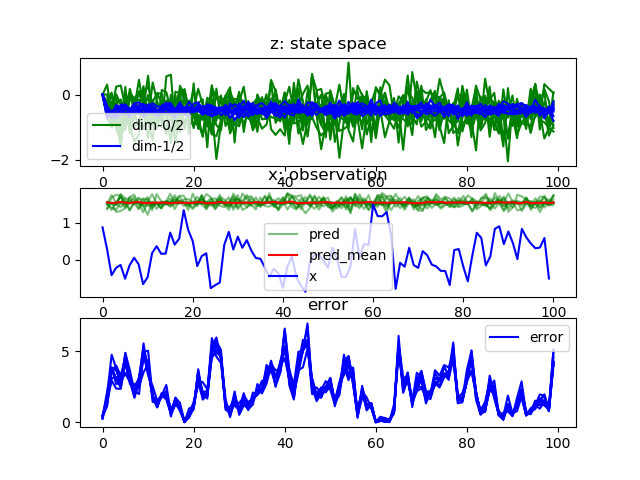 z: state space
0
−2
dim-0/2
dim-1/2
0 20 40 60 80 100
x: observation
1
0
pred
pred_mean
x
0 20 40 60 80 100
error
5
0
error
0 20 40 60 80 100